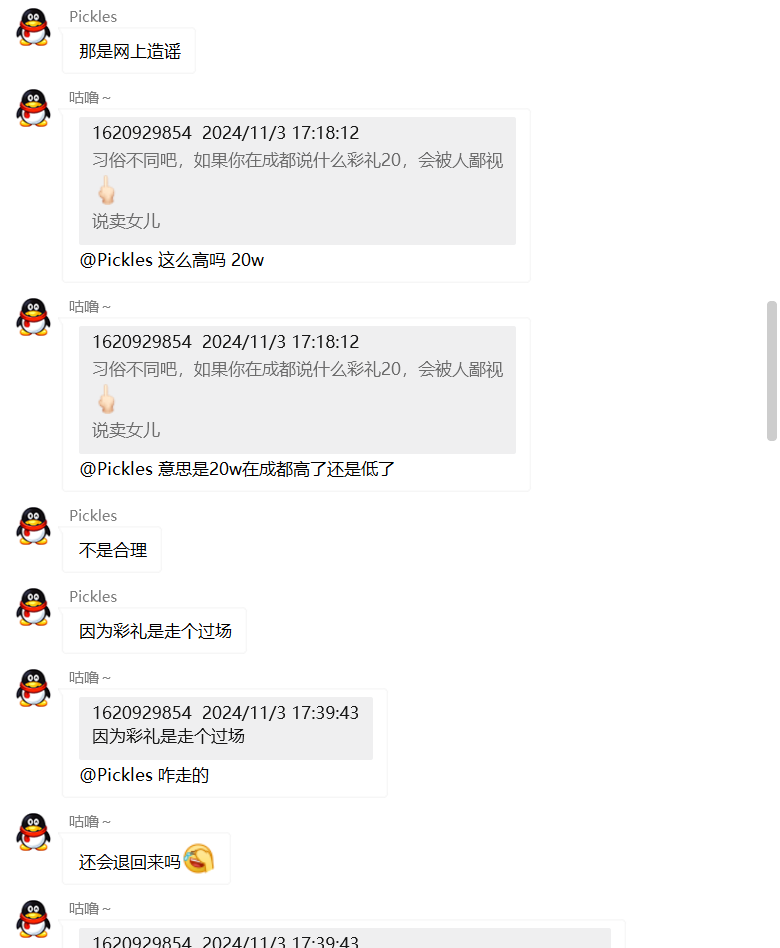 Pickles
那是网上造谣
咕噜~
1620929854  2024/11/3 17:18:12
习俗不同吧，如果你在成都说什么彩礼20，会被人鄙视
说卖女儿
@Pickles 这么高吗 20w
咕噜~
1620929854  2024/11/3 17:18:12
习俗不同吧，如果你在成都说什么彩礼20，会被人鄙视
说卖女儿
@Pickles 意思是20w在成都高了还是低了
Pickles
不是合理
Pickles
因为彩礼是走个过场
咕噜~
1620929854  2024/11/3 17:39:43
因为彩礼是走个过场
@Pickles 咋走的
咕噜~
还会退回来吗
咕噜~
1620929854  2024/11/3 17:39:43